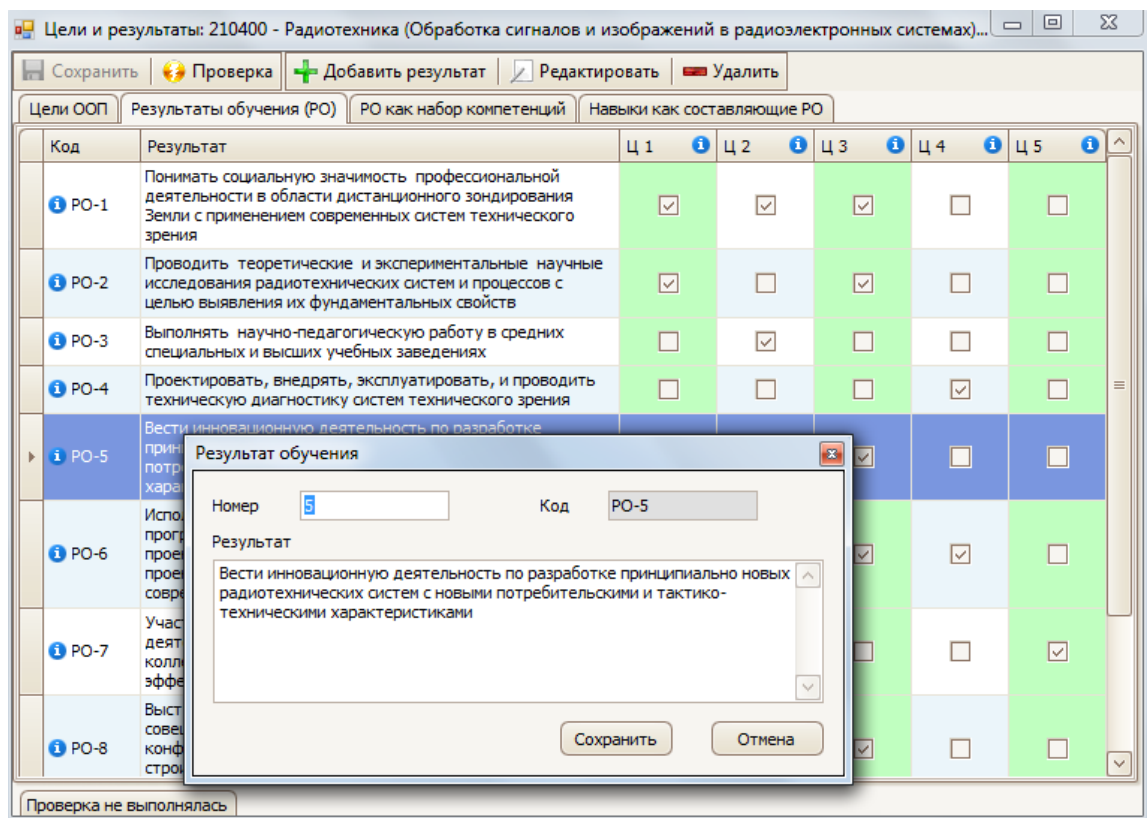 Цели и результаты: 210400 - Радиотехника (Обработка сигналов и изображений в радиоэлектронных системах)...
Сохранить Проверка Добавить результат Редактировать Удалить
Цели ООП Результаты обучения (РО) РО как набор компетенций Навыки как составляющие РО
Код Результат Ц 1 Ц 2 Ц 3 Ц 4 Ц 5
РО-1
Понимать социальную значимость профессиональной
деятельности в области дистанционного зондирования
Земли с применением современных систем технического
зрения
РО-2
Проводить теоретические и экспериментальные научные
исследования радиотехнических систем и процессов с
целью выявления их фундаментальных свойств
РО-3
Выполнять научно-педагогическую работу в средних
специальных и высших учебных заведениях
РО-4
Проектировать, внедрять, эксплуатировать, и проводить
техническую диагностику систем технического зрения
РО-5
Вести инновационную деятельность по разработке
РО-6
РО-7
РО-8
Результат обучения
Номер 5 Код РО-5
Результат
Вести инновационную деятельность по разработке принципиально новых
радиотехнических систем с новыми потребительскими и тактико-
техническими характеристиками
Сохранить Отмена
Проверка не выполнялась